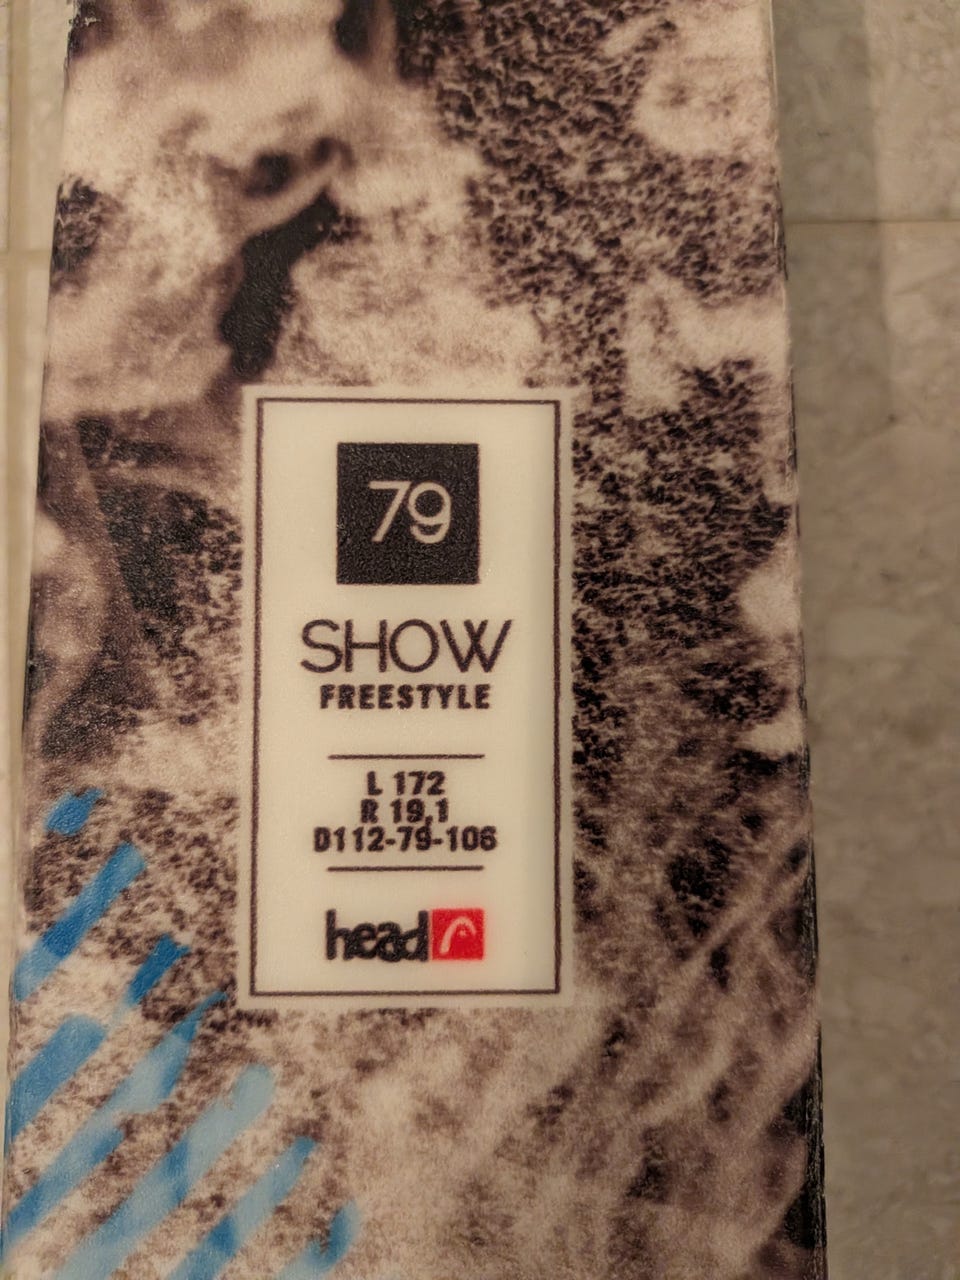 79
SHOW
FREESTYLE
L 172
R 19,1
D112-79-106
head